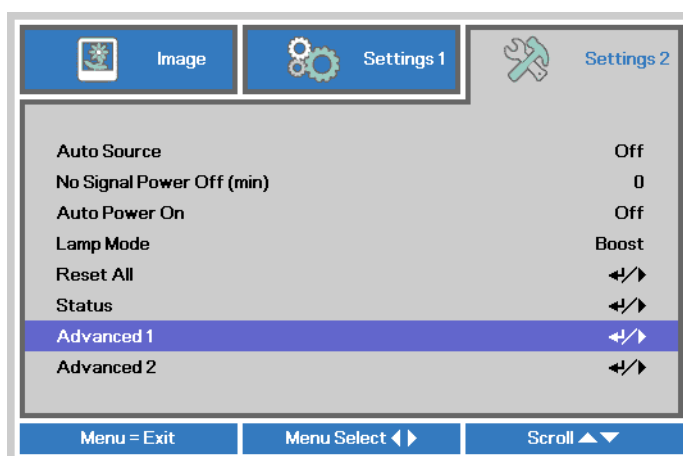 Image Settings 1 Settings 2
Auto Source Off
No Signal Power Off (min) 0
Auto Power On Off
Lamp Mode Boost
Reset All ↵/▶
Status ↵/▶
Advanced 1 ↵/▶
Advanced 2 ↵/▶
Menu = Exit Menu Select ◀▶ Scroll ▲▼